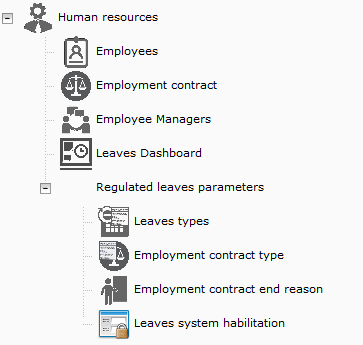 Human resources
Employees
Employment contract
Employee Managers
Leaves Dashboard
Regulated leaves parameters
Leaves types
Employment contract type
Employment contract end reason
Leaves system habilitation